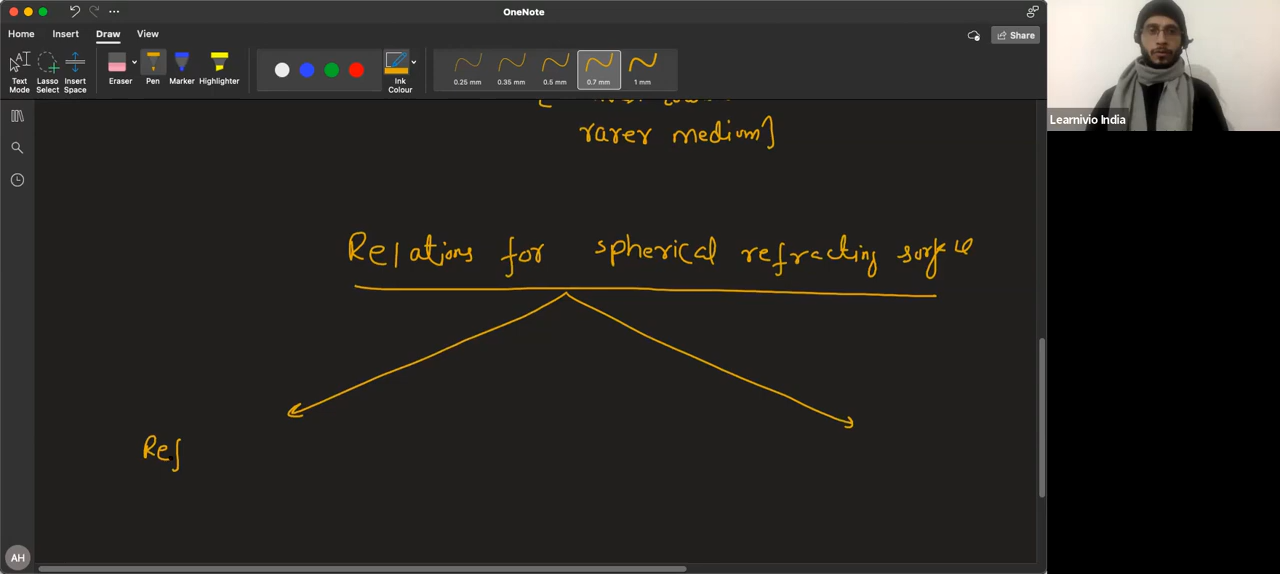 OneNote
Home Insert Draw View
Share
Text Mode
Lasso Select
Insert Space
Eraser
Pen
Marker
Highlighter
Ink Colour
0.25 mm
0.35 mm
0.5 mm
0.7 mm
1 mm
Learnivio India
rarer medium]
Relations for spherical refracting
Ref
AH